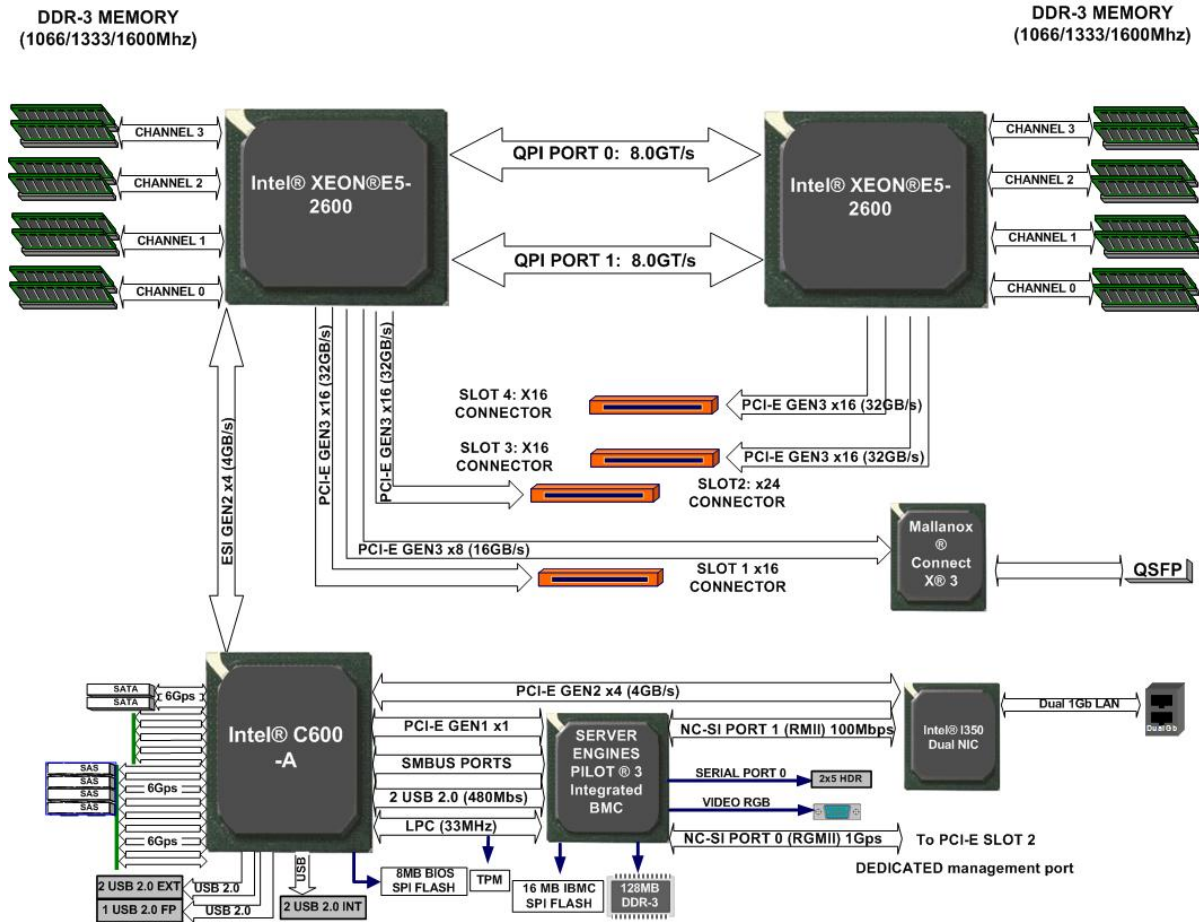 DDR-3 MEMORY
(1066/1333/1600Mhz)
DDR-3 MEMORY
(1066/1333/1600Mhz)
CHANNEL 3
CHANNEL 2
CHANNEL 1
CHANNEL 0
Intel® XEON®E5-
2600
QPI PORT 0: 8.0GT/s
QPI PORT 1: 8.0GT/s
Intel® XEON®E5-
2600
CHANNEL 3
CHANNEL 2
CHANNEL 1
CHANNEL 0
ESI GEN2 x4 (4GB/s)
PCI-E GEN3 x16 (32GB/s)
PCI-E GEN3 x16 (32GB/s)
SLOT 4: X16
CONNECTOR
PCI-E GEN3 x16 (32GB/s)
SLOT 3: X16
CONNECTOR
PCI-E GEN3 x16 (32GB/s)
SLOT2: x24
CONNECTOR
PCI-E GEN3 x8 (16GB/s)
SLOT 1 x16
CONNECTOR
Mallanox
®
Connect
X® 3
QSFP
SATA
SATA
6Gps
SAS
SAS
SAS
SAS
6Gps
6Gps
Intel® C600
-A
PCI-E GEN2 x4 (4GB/s)
PCI-E GEN1 x1
SMBUS PORTS
2 USB 2.0 (480Mbs)
LPC (33MHz)
SERVER
ENGINES
PILOT ® 3
Integrated
BMC
NC-SI PORT 1 (RMII) 100Mbps
Intel® I350
Dual NIC
Dual 1Gb LAN
Dual Gb
SERIAL PORT 0
2x5 HDR
VIDEO RGB
NC-SI PORT 0 (RGMII) 1Gps
To PCI-E SLOT 2
DEDICATED management port
2 USB 2.0 EXT
USB 2.0
1 USB 2.0 FP
USB 2.0
USB
2 USB 2.0 INT
8MB BIOS
SPI FLASH
TPM
16 MB IBMC
SPI FLASH
128MB
DDR-3